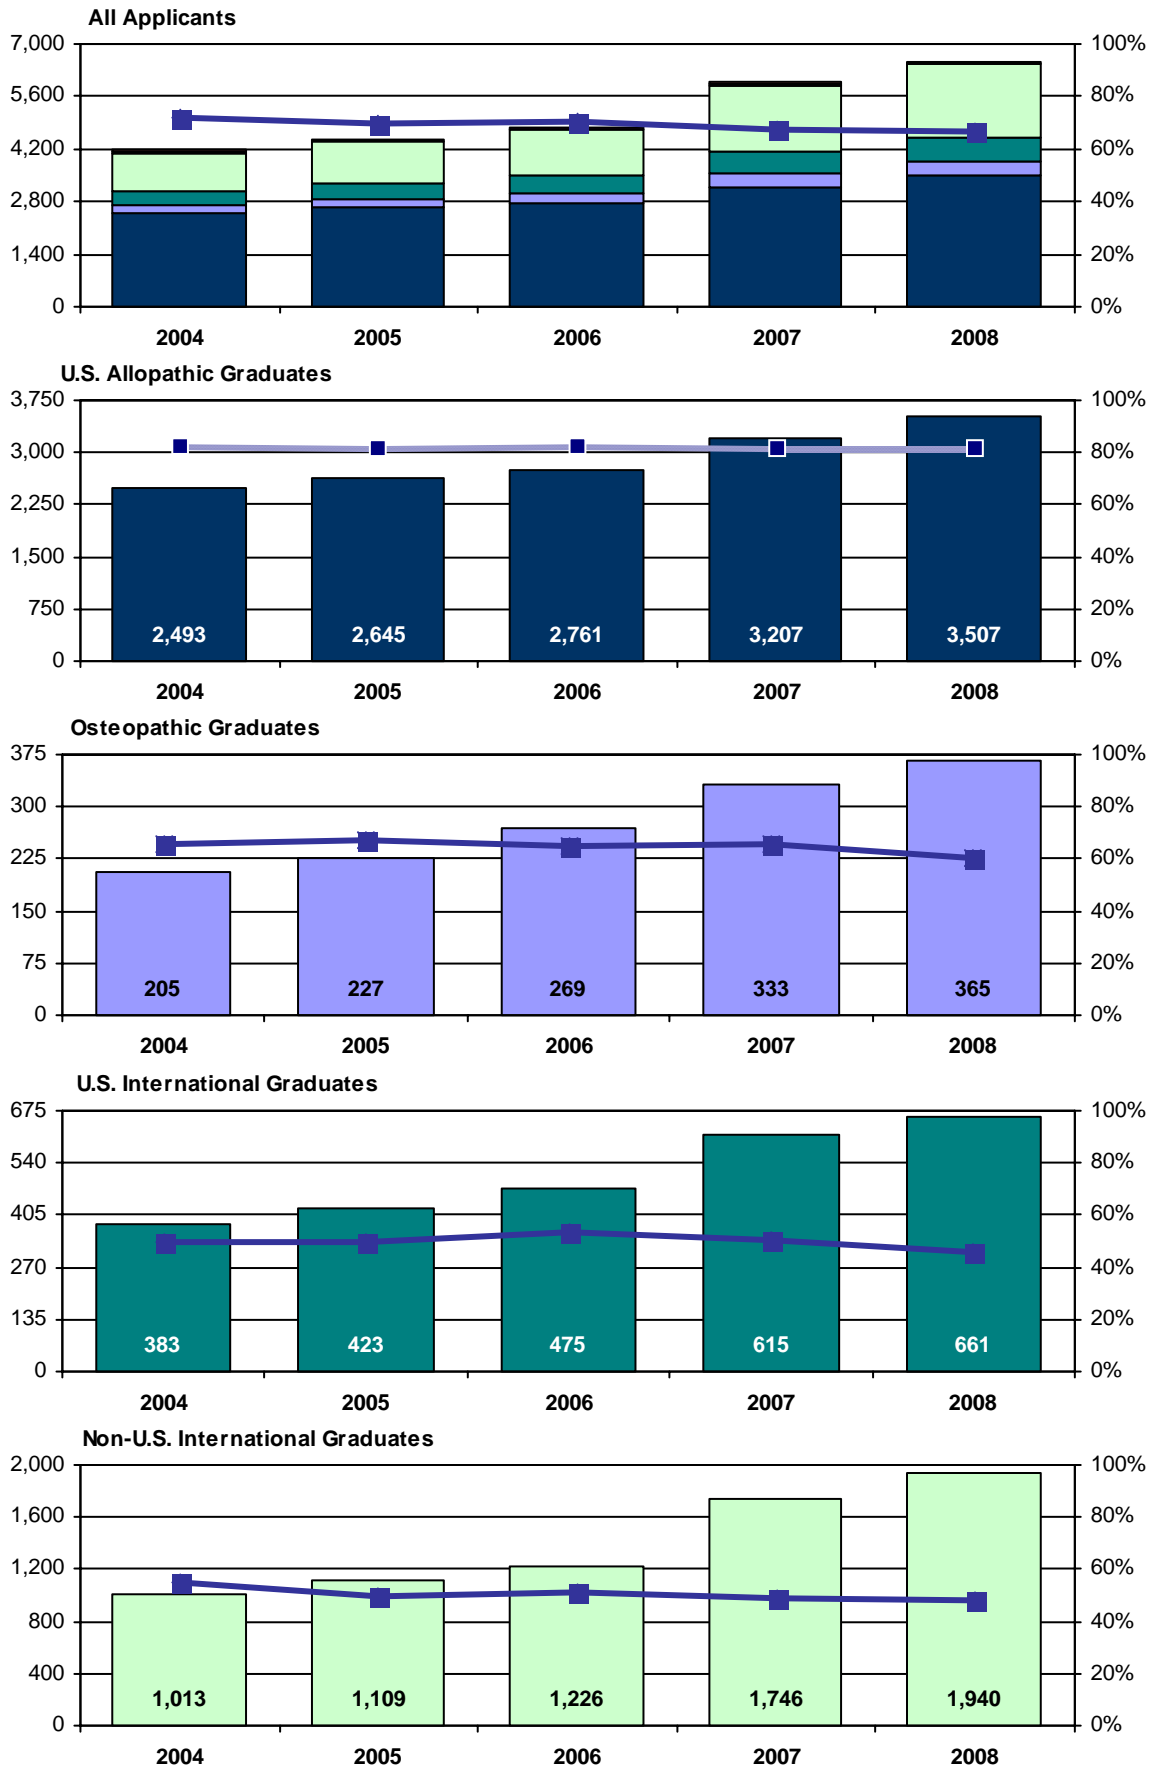 All Applicants
7,000 100%
5,600 80%
4,200 60%
2,800 40%
1,400 20%
0 0%
2004 2005 2006 2007 2008
U.S. Allopathic Graduates
3,750 100%
3,000 80%
2,250 60%
1,500 40%
750 20%
2,493 2,645 2,761 3,207 3,507
0 0%
2004 2005 2006 2007 2008
Osteopathic Graduates
375 100%
300 80%
225 60%
150 40%
75 20%
205 227 269 333 365
0 0%
2004 2005 2006 2007 2008
U.S. International Graduates
675 100%
540 80%
405 60%
270 40%
135 20%
383 423 475 615 661
0 0%
2004 2005 2006 2007 2008
Non-U.S. International Graduates
2,000 100%
1,600 80%
1,200 60%
800 40%
400 20%
1,013 1,109 1,226 1,746 1,940
0 0%
2004 2005 2006 2007 2008